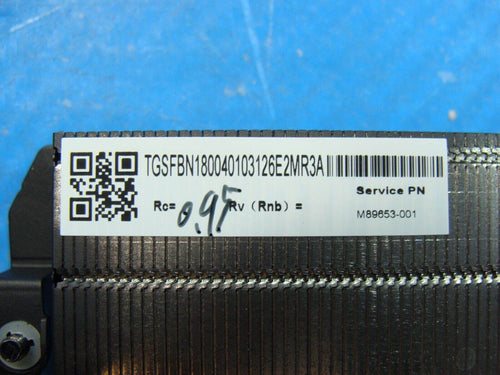 TGSFBN180040103126E2MR3A
Service PN
Rc= 0.95 Rv (Rnb) =
M89653-001